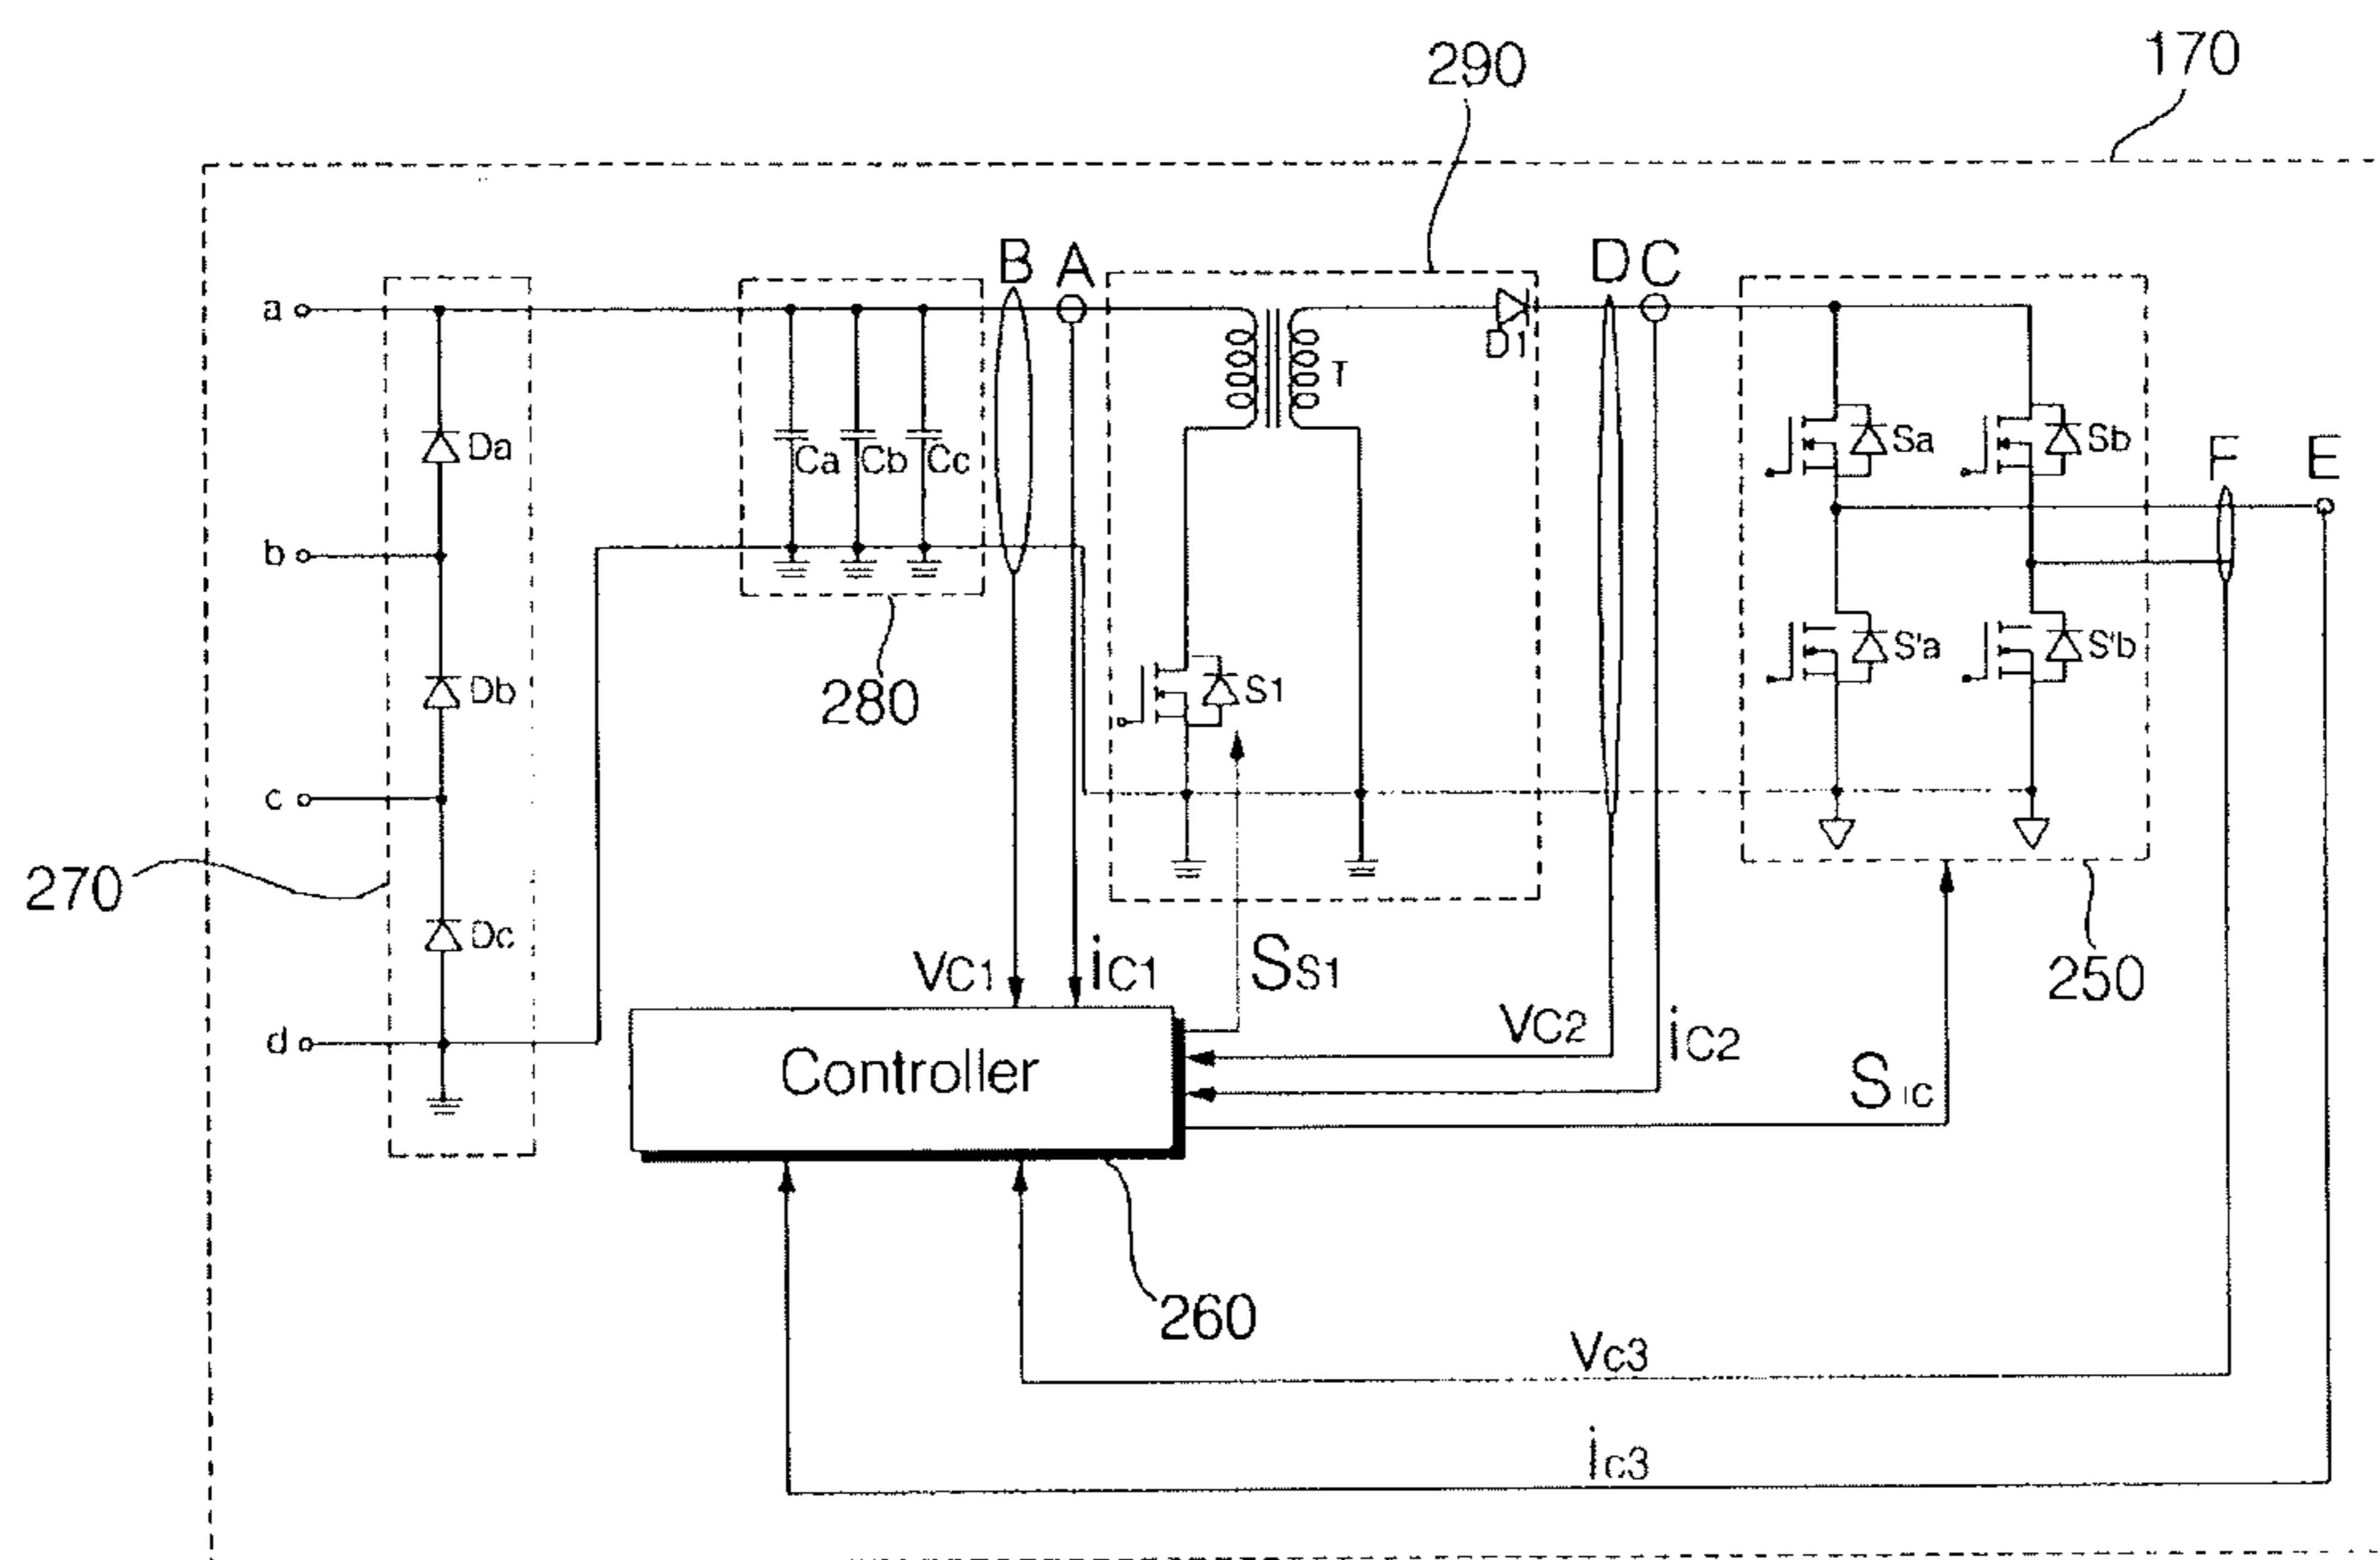 170
290
B A
D C
a
D1
T
Da
Ca Cb Cc
Sa
Sb
F
E
b
Db
S1
S'a
S'b
280
c
270
Dc
VC1
iC1
SS1
250
d
Controller
VC2
iC2
SIC
260
Vc3
ic3